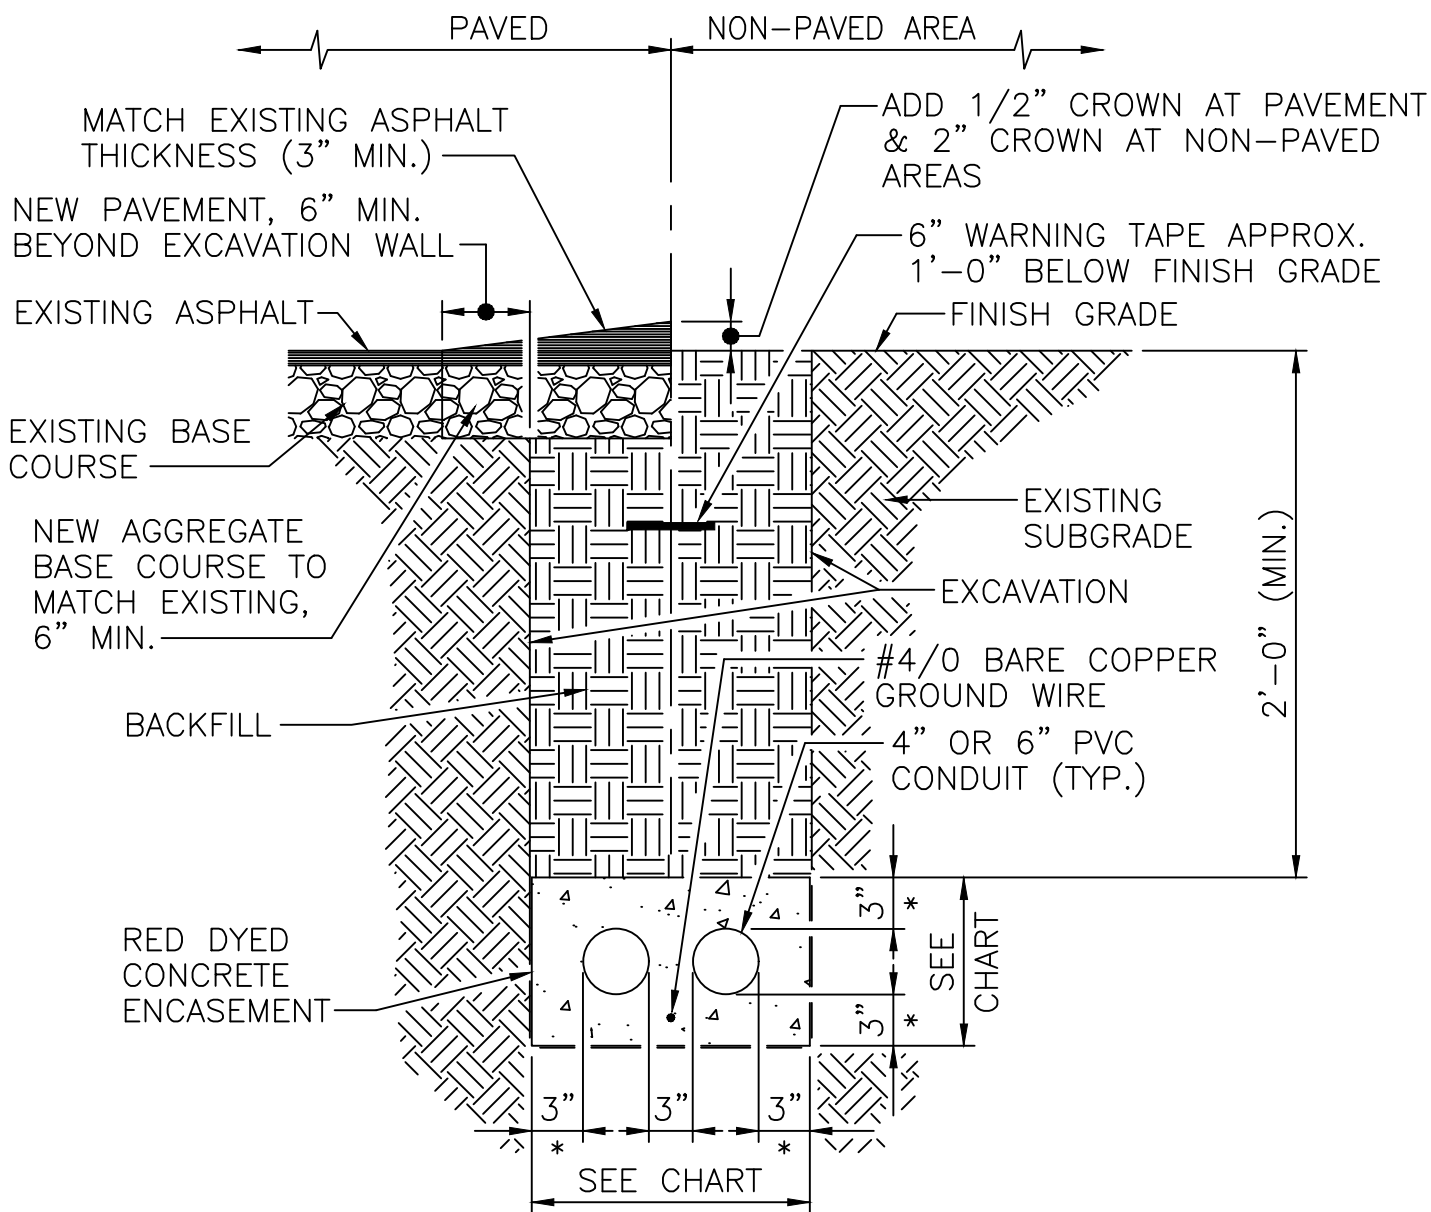 PAVED
NON-PAVED AREA
MATCH EXISTING ASPHALT
THICKNESS (3" MIN.)
ADD 1/2" CROWN AT PAVEMENT
& 2" CROWN AT NON-PAVED
AREAS
NEW PAVEMENT, 6" MIN.
BEYOND EXCAVATION WALL
6" WARNING TAPE APPROX.
1'-0" BELOW FINISH GRADE
EXISTING ASPHALT
FINISH GRADE
EXISTING BASE
COURSE
EXISTING
SUBGRADE
NEW AGGREGATE
BASE COURSE TO
MATCH EXISTING,
6" MIN.
2'-0" (MIN.)
EXCAVATION
#4/0 BARE COPPER
GROUND WIRE
BACKFILL
4" OR 6" PVC
CONDUIT (TYP.)
3"
*
RED DYED
CONCRETE
ENCASEMENT
SEE
CHART
3"
*
3"
*
3"
3"
*
SEE CHART